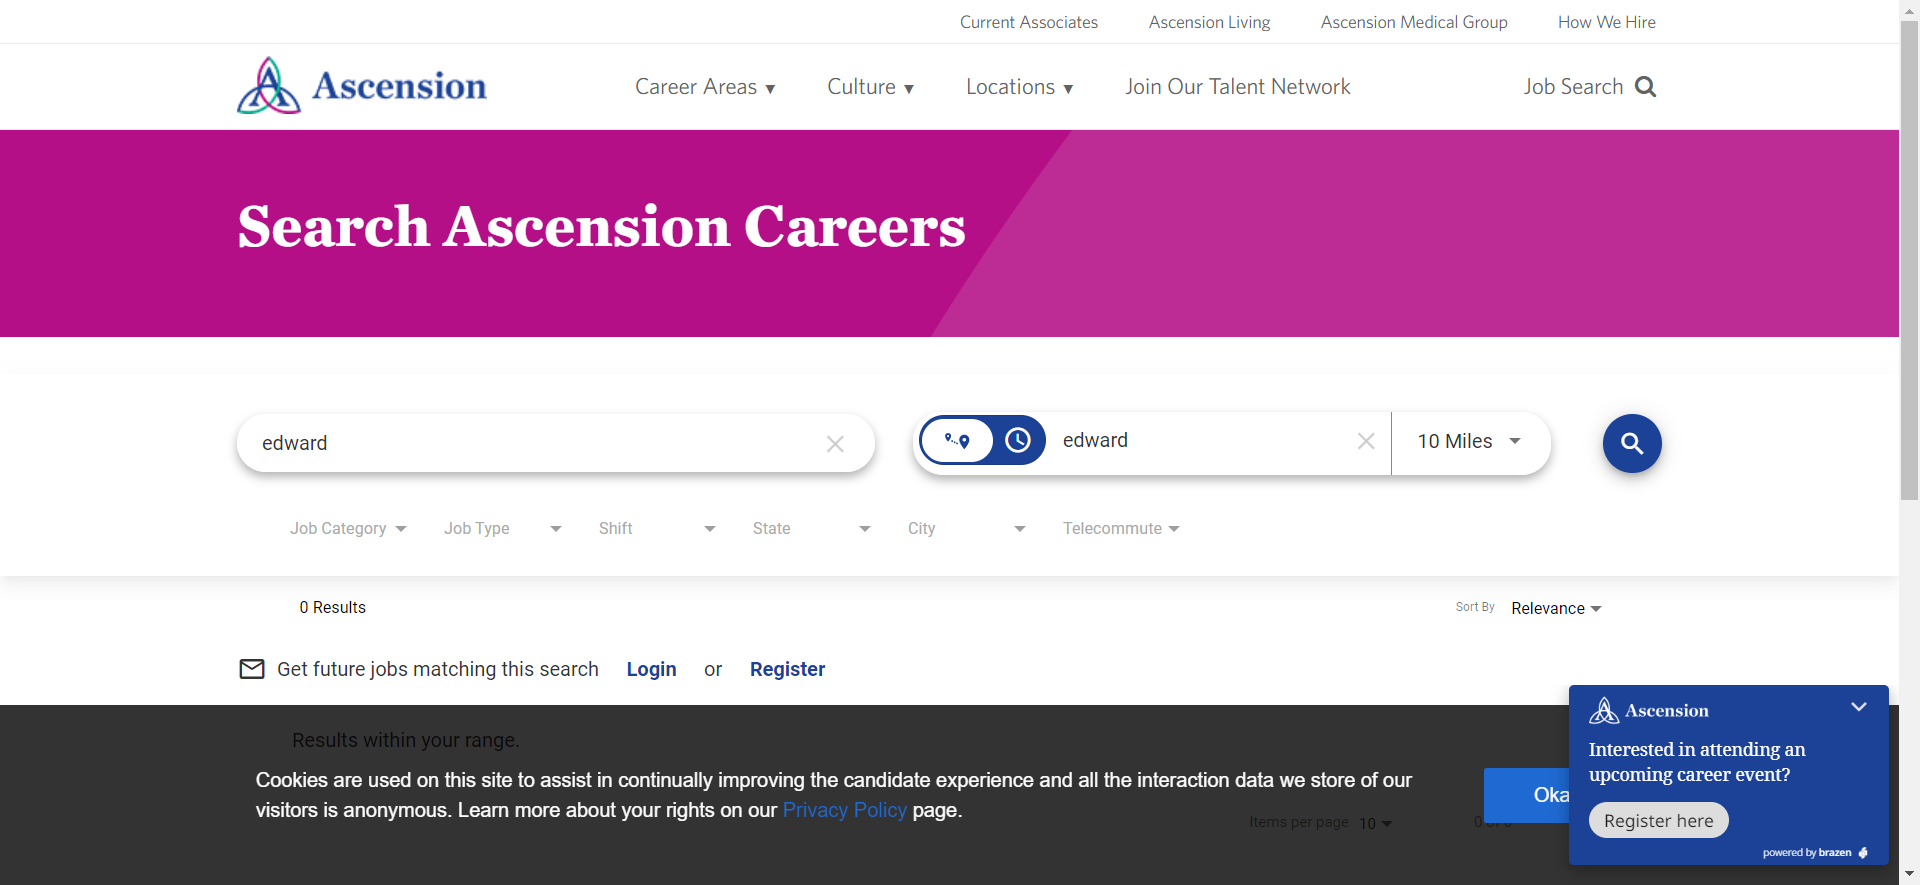 Current Associates
Ascension Living
Ascension Medical Group
How We Hire
Ascension
Career Areas ▼
Culture ▼
Locations ▼
Join Our Talent Network
Job Search
Search Ascension Careers
edward
edward
10 Miles
Job Category
Job Type
Shift
State
City
Telecommute
0 Results
Sort By
Relevance
Get future jobs matching this search
Login
or
Register
Results within your range.
Cookies are used on this site to assist in continually improving the candidate experience and all the interaction data we store of our
visitors is anonymous. Learn more about your rights on our Privacy Policy page.
Items per page
10
Ascension
Interested in attending an
upcoming career event?
Register here
powered by brazen